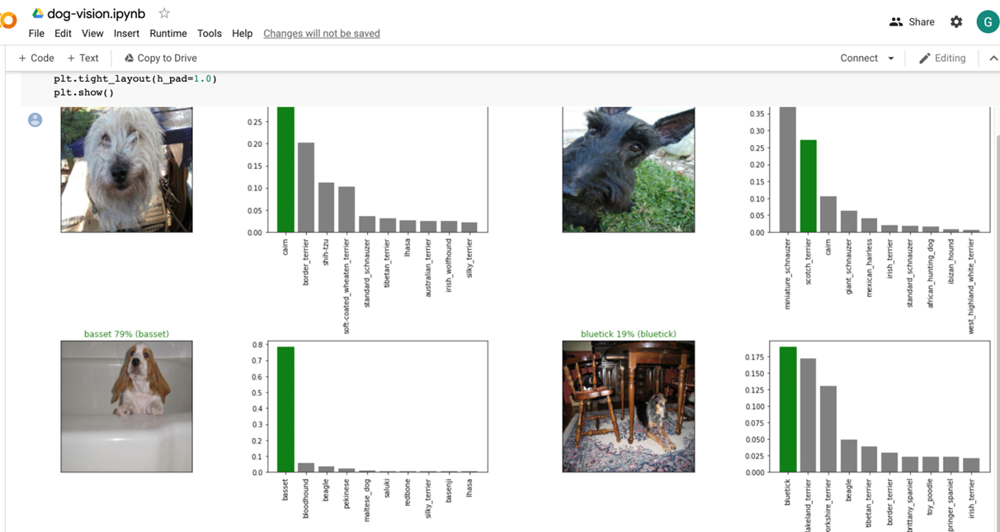 dog-vision.ipynb
File Edit View Insert Runtime Tools Help Changes will not be saved
Share
G
+ Code + Text Copy to Drive
Connect Editing
plt.tight_layout(h_pad=1.0)
plt.show()
0.25
0.20
0.15
0.10
0.05
0.00
cairn
border_terrier
shih-tzu
soft-coated_wheaten_terrier
standard_schnauzer
tibetan_terrier
lhasa
australian_terrier
irish_wolfhound
silky_terrier
0.35
0.30
0.25
0.20
0.15
0.10
0.05
0.00
miniature_schnauzer
scotch_terrier
cairn
giant_schnauzer
mexican_hairless
irish_terrier
standard_schnauzer
african_hunting_dog
ibizan_hound
west_highland_white_terrier
basset 79% (basset)
0.8
0.7
0.6
0.5
0.4
0.3
0.2
0.1
0.0
basset
bloodhound
beagle
pekinese
maltese_dog
saluki
redbone
silky_terrier
basenji
lhasa
bluetick 19% (bluetick)
0.175
0.150
0.125
0.100
0.075
0.050
0.025
0.000
bluetick
lakeland_terrier
orkshire_terrier
beagle
tibetan_terrier
border_terrier
brittany_spaniel
toy_poodle
pringer_spaniel
irish_terrier